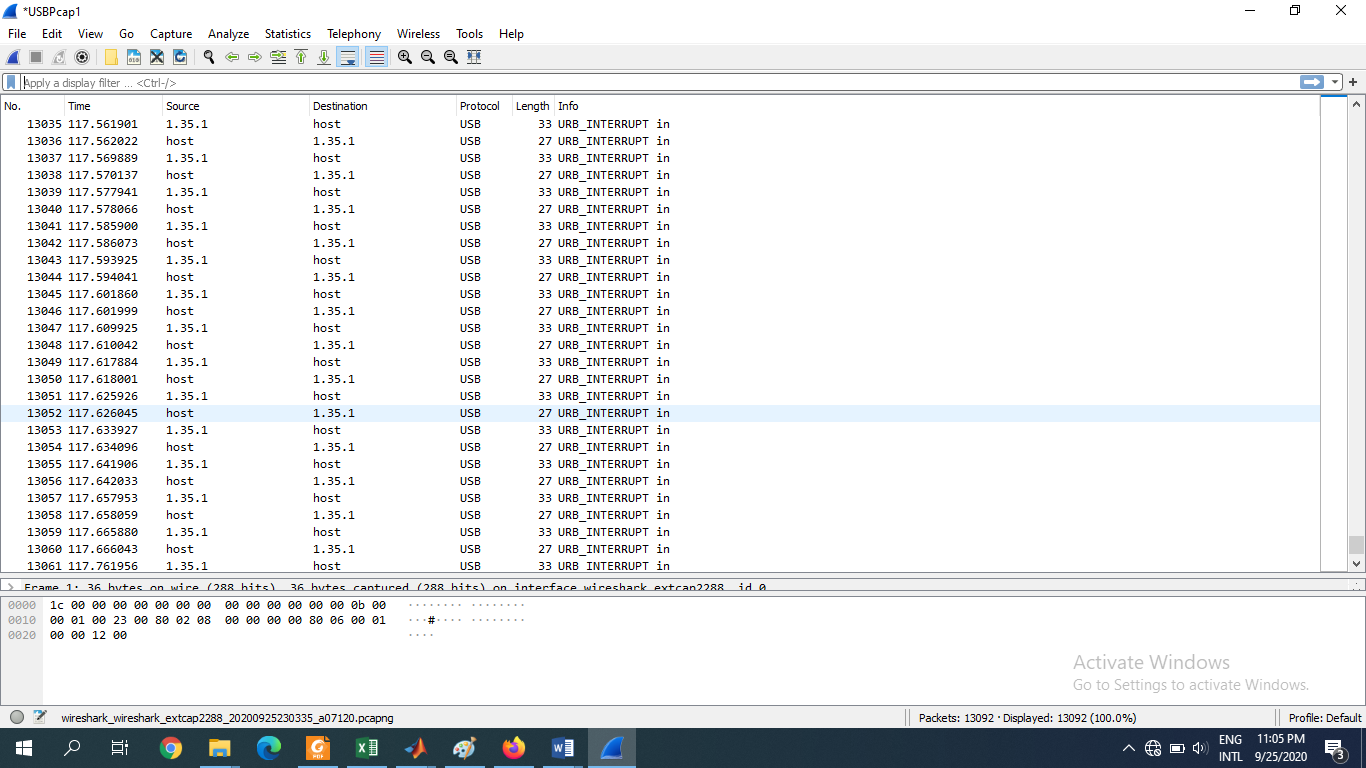 *USBPcap1
File Edit View Go Capture Analyze Statistics Telephony Wireless Tools Help
Apply a display filter ... <Ctrl-/>
No. Time Source Destination Protocol Length Info
13035 117.561901 1.35.1 host USB 33 URB_INTERRUPT in
13036 117.562022 host 1.35.1 USB 27 URB_INTERRUPT in
13037 117.569889 1.35.1 host USB 33 URB_INTERRUPT in
13038 117.570137 host 1.35.1 USB 27 URB_INTERRUPT in
13039 117.577941 1.35.1 host USB 33 URB_INTERRUPT in
13040 117.578066 host 1.35.1 USB 27 URB_INTERRUPT in
13041 117.585900 1.35.1 host USB 33 URB_INTERRUPT in
13042 117.586073 host 1.35.1 USB 27 URB_INTERRUPT in
13043 117.593925 1.35.1 host USB 33 URB_INTERRUPT in
13044 117.594041 host 1.35.1 USB 27 URB_INTERRUPT in
13045 117.601860 1.35.1 host USB 33 URB_INTERRUPT in
13046 117.601999 host 1.35.1 USB 27 URB_INTERRUPT in
13047 117.609925 1.35.1 host USB 33 URB_INTERRUPT in
13048 117.610042 host 1.35.1 USB 27 URB_INTERRUPT in
13049 117.617884 1.35.1 host USB 33 URB_INTERRUPT in
13050 117.618001 host 1.35.1 USB 27 URB_INTERRUPT in
13051 117.625926 1.35.1 host USB 33 URB_INTERRUPT in
13052 117.626045 host 1.35.1 USB 27 URB_INTERRUPT in
13053 117.633927 1.35.1 host USB 33 URB_INTERRUPT in
13054 117.634096 host 1.35.1 USB 27 URB_INTERRUPT in
13055 117.641906 1.35.1 host USB 33 URB_INTERRUPT in
13056 117.642033 host 1.35.1 USB 27 URB_INTERRUPT in
13057 117.657953 1.35.1 host USB 33 URB_INTERRUPT in
13058 117.658059 host 1.35.1 USB 27 URB_INTERRUPT in
13059 117.665880 1.35.1 host USB 33 URB_INTERRUPT in
13060 117.666043 host 1.35.1 USB 27 URB_INTERRUPT in
13061 117.761956 1.35.1 host USB 33 URB_INTERRUPT in
Frame 1: 36 bytes on wire (288 bits), 36 bytes captured (288 bits) on interface wireshark_extcap2288, id 0
0000 1c 00 00 00 00 00 00 00 00 00 00 00 00 00 0b 00 ········ ········
0010 00 01 00 23 00 80 02 08 00 00 00 00 80 06 00 01 ···#···· ········
0020 00 00 12 00 ····
Activate Windows
Go to Settings to activate Windows.
wireshark_wireshark_extcap2288_20200925230335_a07120.pcapng Packets: 13092 · Displayed: 13092 (100.0%) Profile: Default
ENG 11:05 PM
INTL 9/25/2020 3